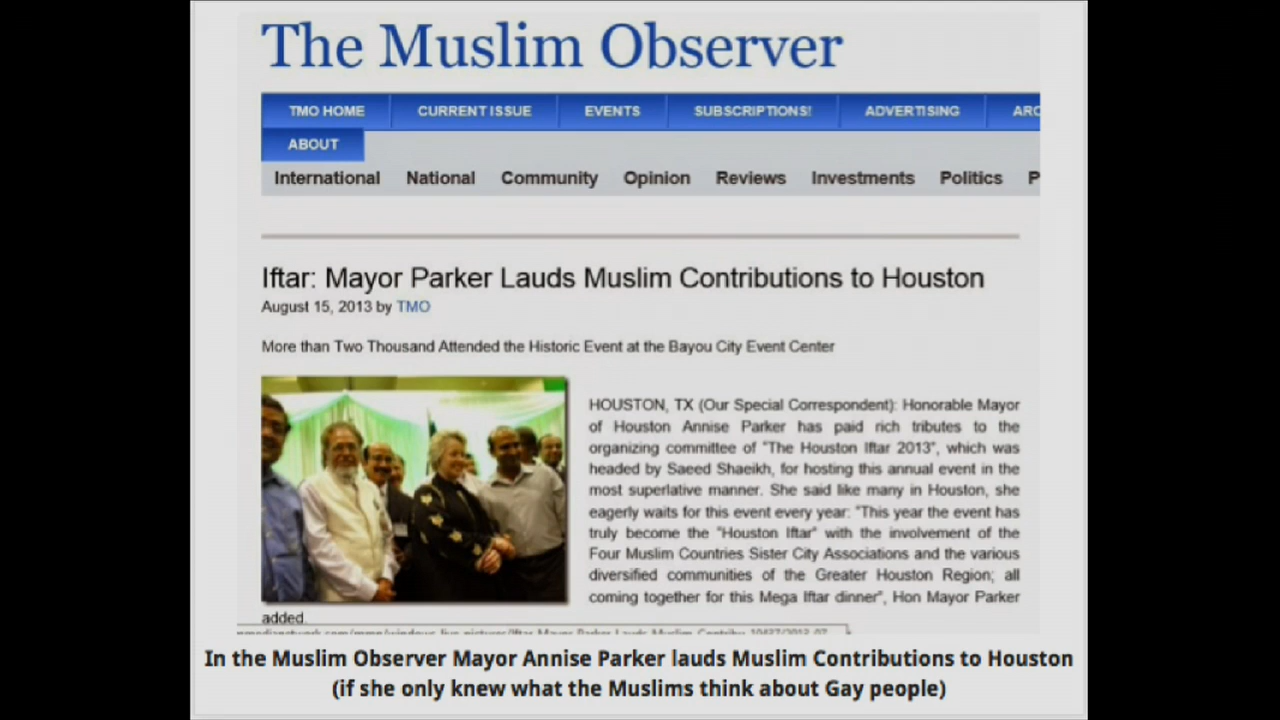 The Muslim Observer
TMO HOME CURRENT ISSUE EVENTS SUBSCRIPTIONS! ADVERTISING ARC
ABOUT
International National Community Opinion Reviews Investments Politics P
Iftar: Mayor Parker Lauds Muslim Contributions to Houston
August 15, 2013 by TMO
More than Two Thousand Attended the Historic Event at the Bayou City Event Center
HOUSTON, TX (Our Special Correspondent): Honorable Mayor
of Houston Annise Parker has paid rich tributes to the
organizing committee of "The Houston Iftar 2013", which was
headed by Saeed Shaeikh, for hosting this annual event in the
most superlative manner. She said like many in Houston, she
eagerly waits for this event every year: "This year the event has
truly become the "Houston Iftar" with the involvement of the
Four Muslim Countries Sister City Associations and the various
diversified communities of the Greater Houston Region; all
coming together for this Mega Iftar dinner", Hon Mayor Parker
added.
In the Muslim Observer Mayor Annise Parker lauds Muslim Contributions to Houston
(if she only knew what the Muslims think about Gay people)